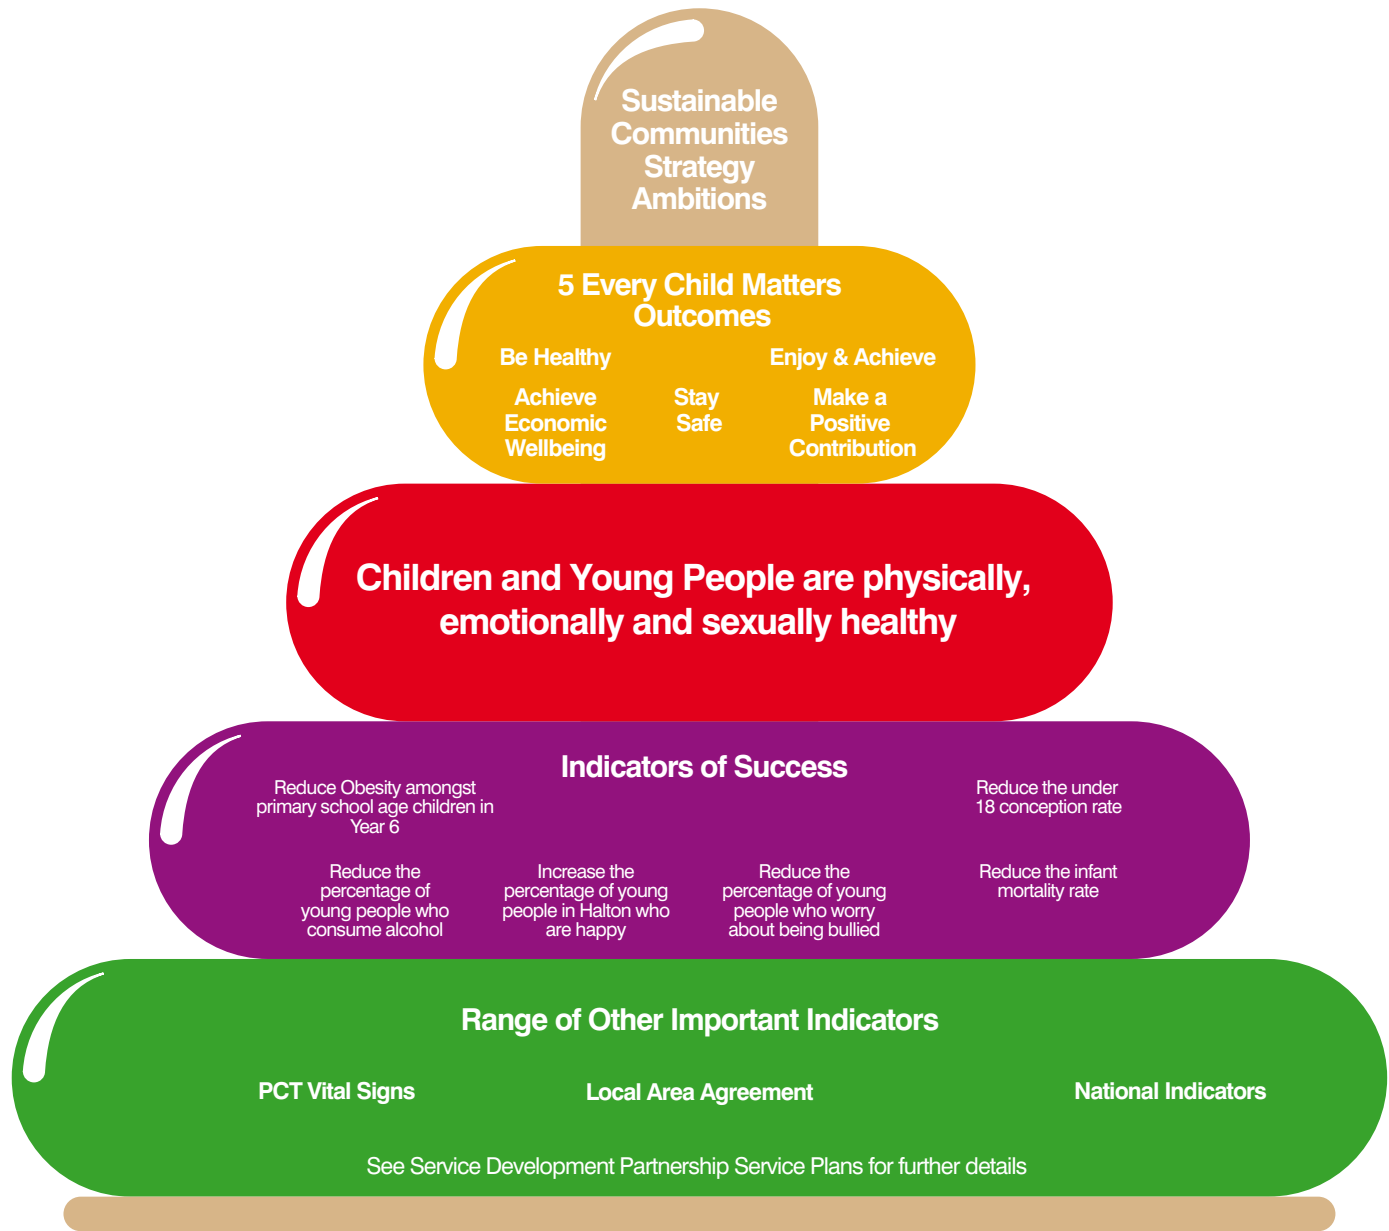 Sustainable
Communities
Strategy
Ambitions
5 Every Child Matters
Outcomes
Be Healthy
Enjoy & Achieve
Achieve
Economic
Wellbeing
Stay
Safe
Make a
Positive
Contribution
Children and Young People are physically,
emotionally and sexually healthy
Indicators of Success
Reduce Obesity amongst
primary school age children in
Year 6
Reduce the under
18 conception rate
Reduce the
percentage of
young people who
consume alcohol
Increase the
percentage of young
people in Halton who
are happy
Reduce the
percentage of young
people who worry
about being bullied
Reduce the infant
mortality rate
Range of Other Important Indicators
PCT Vital Signs
Local Area Agreement
National Indicators
See Service Development Partnership Service Plans for further details